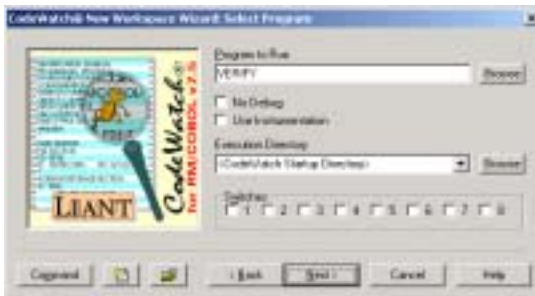 CodeWatch® New Workspace Wizard: Select Program
Program to Run
VERIFY
Browse
No Debug
Use Instrumentation
Execution Directory
<CodeWatch Startup Directory>
Browse
Switches
1 2 3 4 5 6 7 8
LIANT
CodeWatch®
for RM/COBOL v7.5
Command
< Back
Next >
Cancel
Help